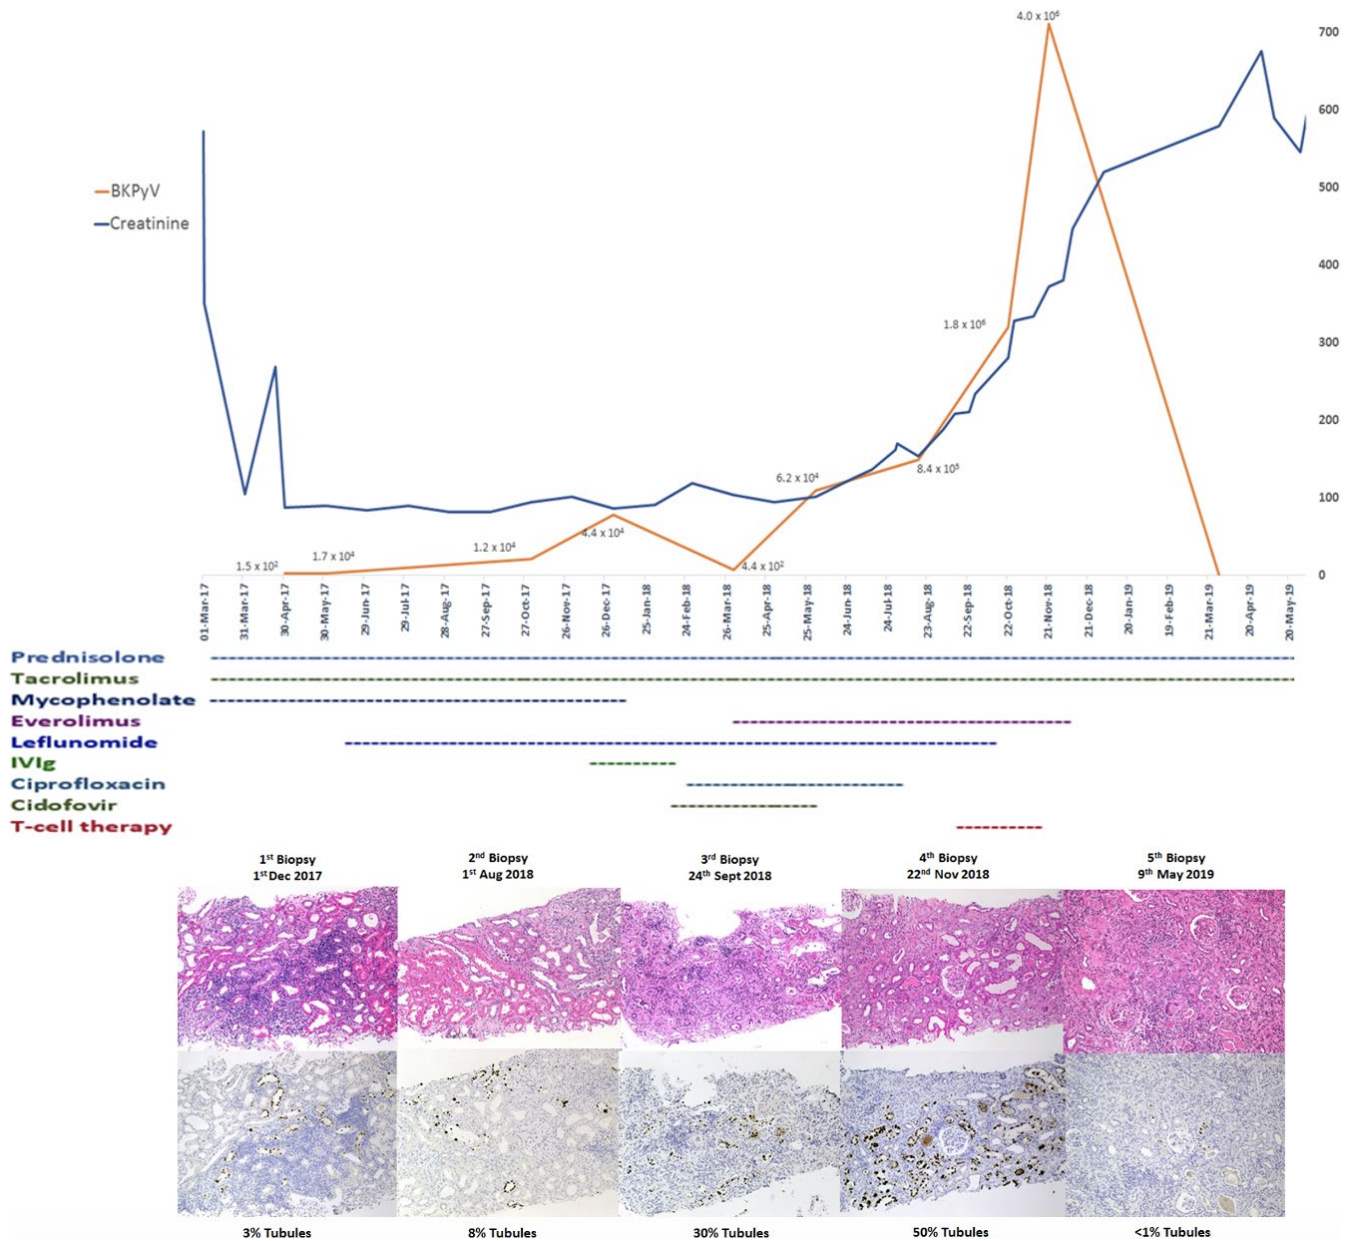 4.0 x 10⁶
700
600
BKPyV
500
Creatinine
400
1.8 x 10⁶
300
200
6.2 x 10⁴
8.4 x 10⁵
100
4.4 x 10⁴
1.2 x 10⁴
1.7 x 10⁴
1.5 x 10²
4.4 x 10²
0
01-Mar-17
31-Mar-17
30-Apr-17
30-May-17
29-Jun-17
29-Jul-17
28-Aug-17
27-Sep-17
27-Oct-17
26-Nov-17
26-Dec-17
25-Jan-18
24-Feb-18
26-Mar-18
25-Apr-18
25-May-18
24-Jun-18
24-Jul-18
23-Aug-18
22-Sep-18
22-Oct-18
21-Nov-18
21-Dec-18
20-Jan-19
19-Feb-19
21-Mar-19
20-Apr-19
20-May-19
Prednisolone
Tacrolimus
Mycophenolate
Everolimus
Leflunomide
IVIg
Ciprofloxacin
Cidofovir
T-cell therapy
1st Biopsy
1st Dec 2017
2nd Biopsy
1st Aug 2018
3rd Biopsy
24th Sept 2018
4th Biopsy
22nd Nov 2018
5th Biopsy
9th May 2019
3% Tubules
8% Tubules
30% Tubules
50% Tubules
<1% Tubules